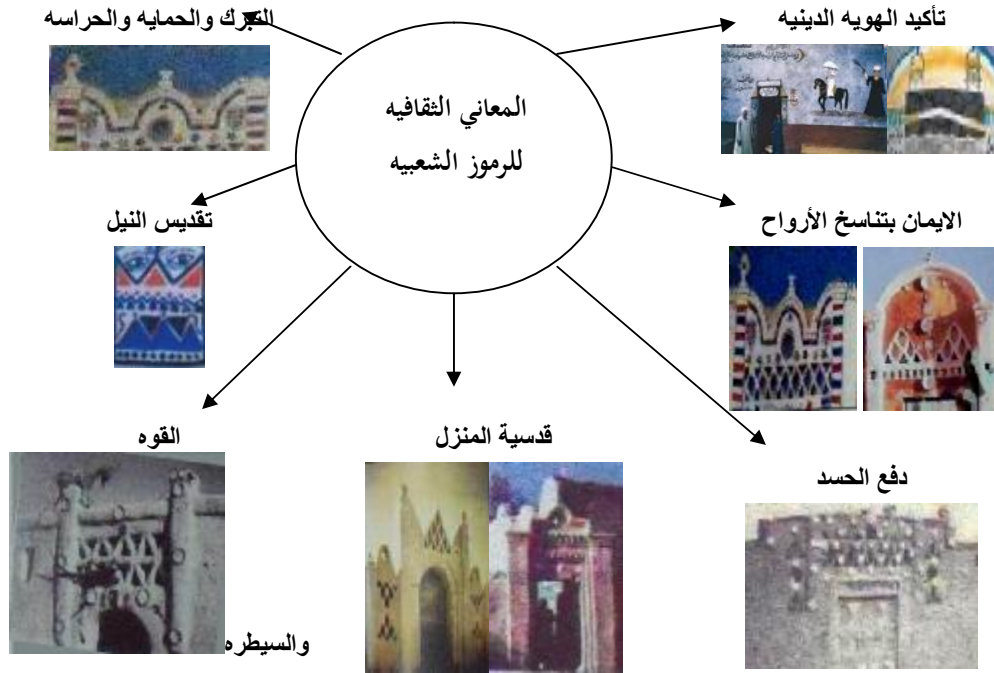 تأكيد الهويه الدينيه
التبرك والحمايه والحراسه
المعاني الثقافيه
للرموز الشعبيه
الايمان بتناسخ الأرواح
تقديس النيل
القوه
قدسية المنزل
دفع الحسد
والسيطره